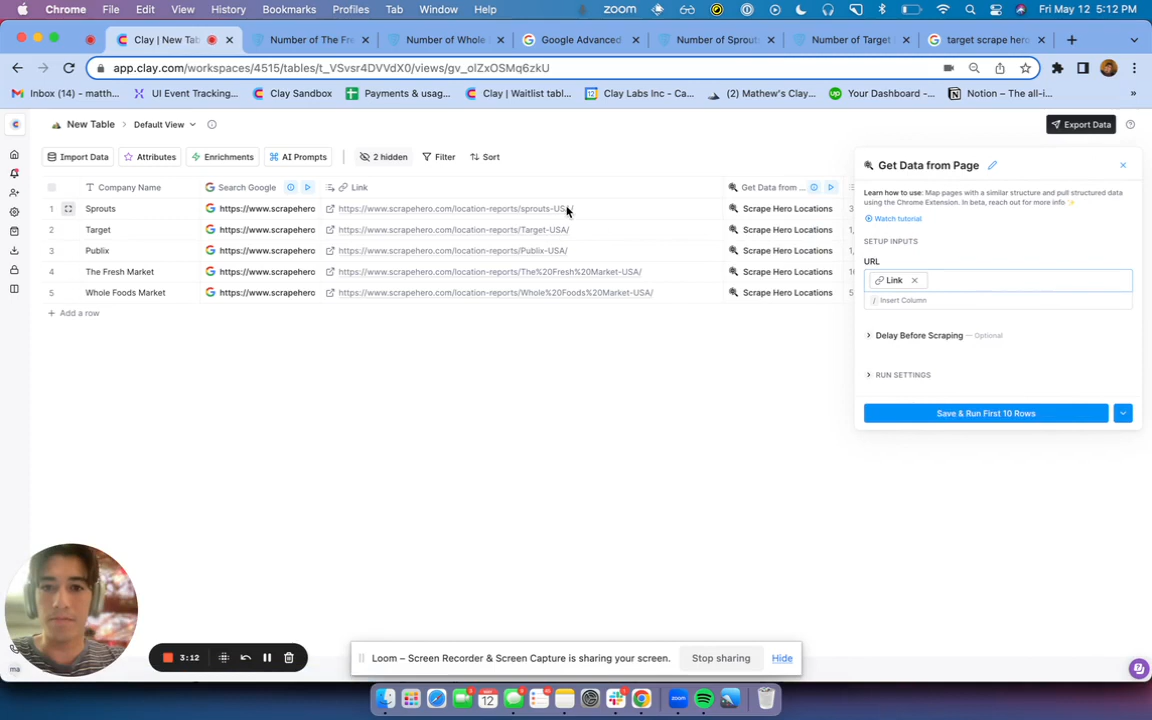 Chrome File Edit View History Bookmarks Profiles Tab Window Help zoom Fri May 12 5:12 PM
Clay | New Tab Number of The Fre Number of Whole Google Advanced Number of Sprout Number of Target target scrape hero
app.clay.com/workspaces/4515/tables/t_VSvsr4DVVdX0/views/gv_olZxOSMq6zkU
Inbox (14) – matth... UI Event Tracking... Clay Sandbox Payments & usag... Clay | Waitlist tabl... Clay Labs Inc - Ca... (2) Mathew's Clay... Your Dashboard -... Notion – The all-i...
New Table Default View Export Data
Import Data Attributes Enrichments AI Prompts 2 hidden Filter Sort
Company Name Search Google Link Get Data from ...
1 Sprouts https://www.scrapehero https://www.scrapehero.com/location-reports/sprouts-USA/ Scrape Hero Locations
2 Target https://www.scrapehero https://www.scrapehero.com/location-reports/Target-USA/ Scrape Hero Locations
3 Publix https://www.scrapehero https://www.scrapehero.com/location-reports/Publix-USA/ Scrape Hero Locations
4 The Fresh Market https://www.scrapehero https://www.scrapehero.com/location-reports/The%20Fresh%20Market-USA/ Scrape Hero Locations
5 Whole Foods Market https://www.scrapehero https://www.scrapehero.com/location-reports/Whole%20Foods%20Market-USA/ Scrape Hero Locations
+ Add a row
Get Data from Page
Learn how to use: Map pages with a similar structure and pull structured data
using the Chrome Extension. In beta, reach out for more info ✨
Watch tutorial
SETUP INPUTS
URL
Link
/ Insert Column
Delay Before Scraping — Optional
RUN SETTINGS
Save & Run First 10 Rows
3:12
Loom – Screen Recorder & Screen Capture is sharing your screen. Stop sharing Hide
ma